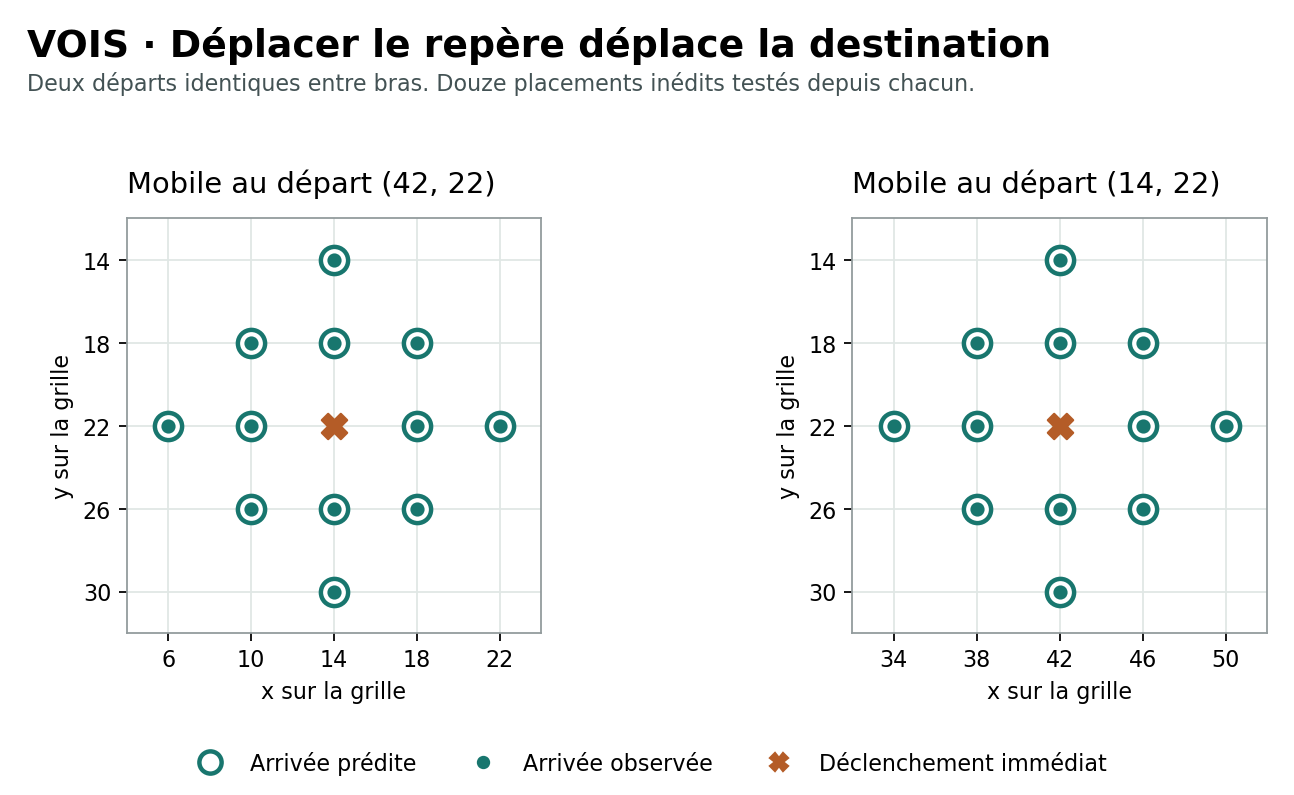 VOIS · Déplacer le repère déplace la destination
Deux départs identiques entre bras. Douze placements inédits testés depuis chacun.
Mobile au départ (42, 22)
14
18
22
26
30
y sur la grille
6 10 14 18 22
x sur la grille
Mobile au départ (14, 22)
14
18
22
26
30
y sur la grille
34 38 42 46 50
x sur la grille
Arrivée prédite
Arrivée observée
Déclenchement immédiat